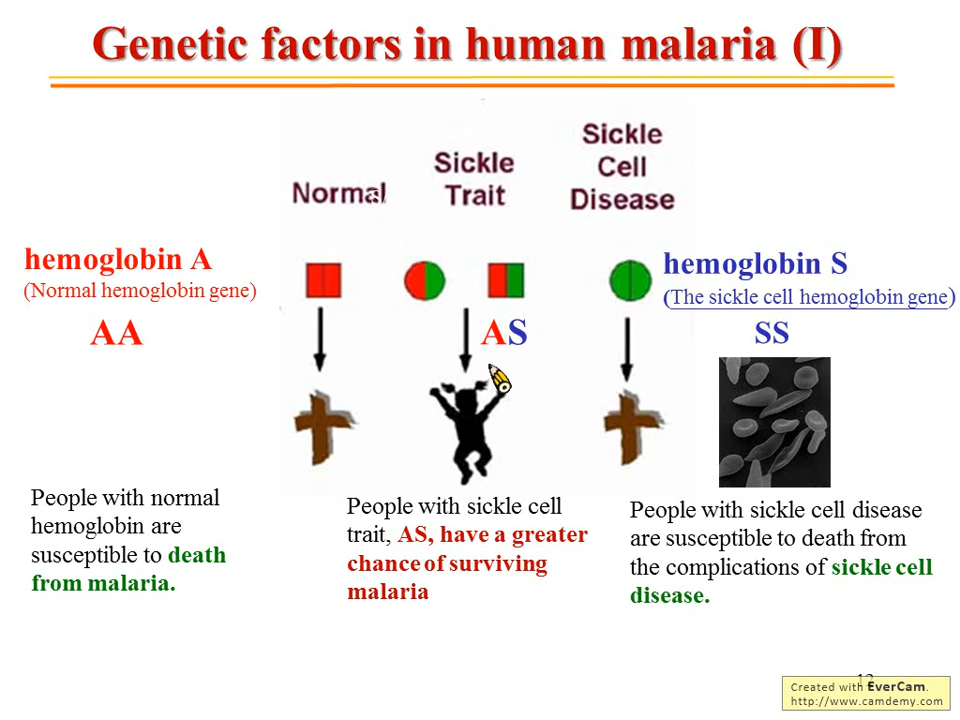 Genetic factors in human malaria (I)
Normal
Sickle
Trait
Sickle
Cell
Disease
hemoglobin A
(Normal hemoglobin gene)
AA
AS
hemoglobin S
(The sickle cell hemoglobin gene)
SS
People with normal
hemoglobin are
susceptible to death
from malaria.
People with sickle cell
trait, AS, have a greater
chance of surviving
malaria
People with sickle cell disease
are susceptible to death from
the complications of sickle cell
disease.
Created with EverCam.
http://www.camdemy.com